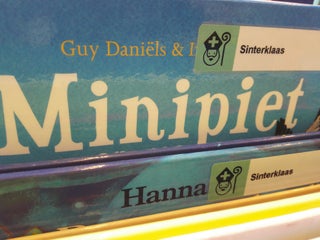 Guy Daniëls &
Sinterklaas
Minipiet
Hanna
Sinterklaas